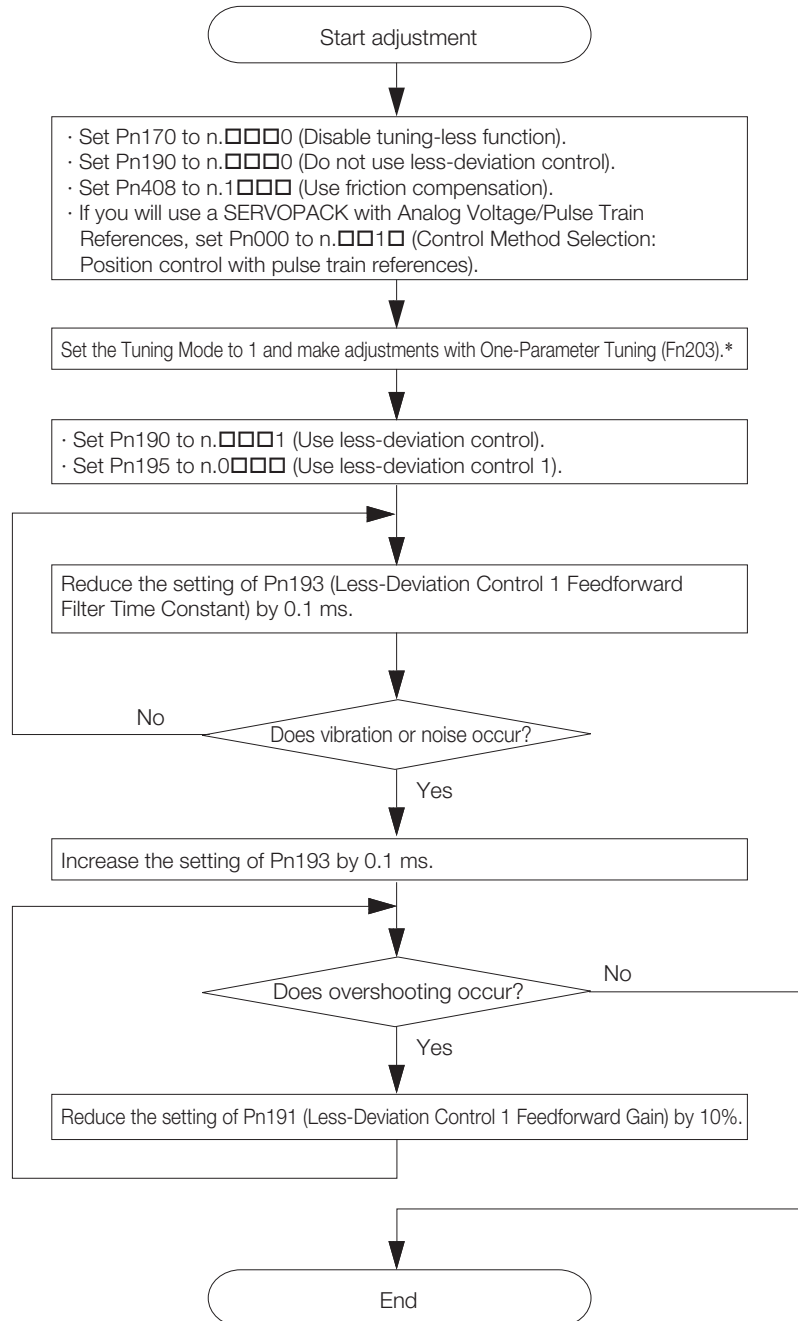 Start adjustment
· Set Pn170 to n.□□□0 (Disable tuning-less function).
· Set Pn190 to n.□□□0 (Do not use less-deviation control).
· Set Pn408 to n.1□□□ (Use friction compensation).
· If you will use a SERVOPACK with Analog Voltage/Pulse Train
References, set Pn000 to n.□□1□ (Control Method Selection:
Position control with pulse train references).
Set the Tuning Mode to 1 and make adjustments with One-Parameter Tuning (Fn203).*
· Set Pn190 to n.□□□1 (Use less-deviation control).
· Set Pn195 to n.0□□□ (Use less-deviation control 1).
Reduce the setting of Pn193 (Less-Deviation Control 1 Feedforward
Filter Time Constant) by 0.1 ms.
No
Does vibration or noise occur?
Yes
Increase the setting of Pn193 by 0.1 ms.
No
Does overshooting occur?
Yes
Reduce the setting of Pn191 (Less-Deviation Control 1 Feedforward Gain) by 10%.
End